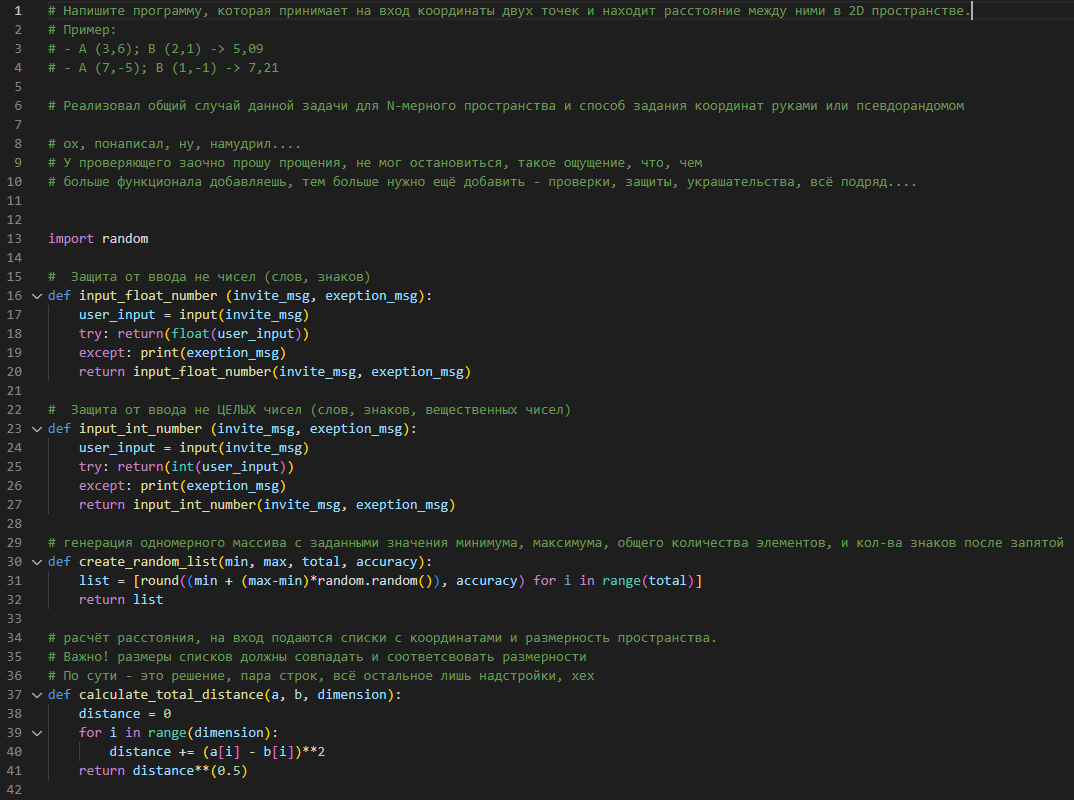 1 # Напишите программу, которая принимает на вход координаты двух точек и находит расстояние между ними в 2D пространстве.
2 # Пример:
3 # - A (3,6); B (2,1) -> 5,09
4 # - A (7,-5); B (1,-1) -> 7,21
5
6 # Реализовал общий случай данной задачи для N-мерного пространства и способ задания координат руками или псевдорандомом
7
8 # ох, понаписал, ну, намудрил....
9 # У проверяющего заочно прошу прощения, не мог остановиться, такое ощущение, что, чем
10 # больше функционала добавляешь, тем больше нужно ещё добавить - проверки, защиты, украшательства, всё подряд....
11
12
13 import random
14
15 #  Защита от ввода не чисел (слов, знаков)
16 def input_float_number (invite_msg, exeption_msg):
17     user_input = input(invite_msg)
18     try: return(float(user_input))
19     except: print(exeption_msg)
20     return input_float_number(invite_msg, exeption_msg)
21
22 #  Защита от ввода не ЦЕЛЫХ чисел (слов, знаков, вещественных чисел)
23 def input_int_number (invite_msg, exeption_msg):
24     user_input = input(invite_msg)
25     try: return(int(user_input))
26     except: print(exeption_msg)
27     return input_int_number(invite_msg, exeption_msg)
28
29 # генерация одномерного массива с заданными значения минимума, максимума, общего количества элементов, и кол-ва знаков после запятой
30 def create_random_list(min, max, total, accuracy):
31     list = [round((min + (max-min)*random.random()), accuracy) for i in range(total)]
32     return list
33
34 # расчёт расстояния, на вход подаются списки с координатами и размерность пространства.
35 # Важно! размеры списков должны совпадать и соответсвовать размерности
36 # По сути - это решение, пара строк, всё остальное лишь надстройки, хех
37 def calculate_total_distance(a, b, dimension):
38     distance = 0
39     for i in range(dimension):
40         distance += (a[i] - b[i])**2
41     return distance**(0.5)
42